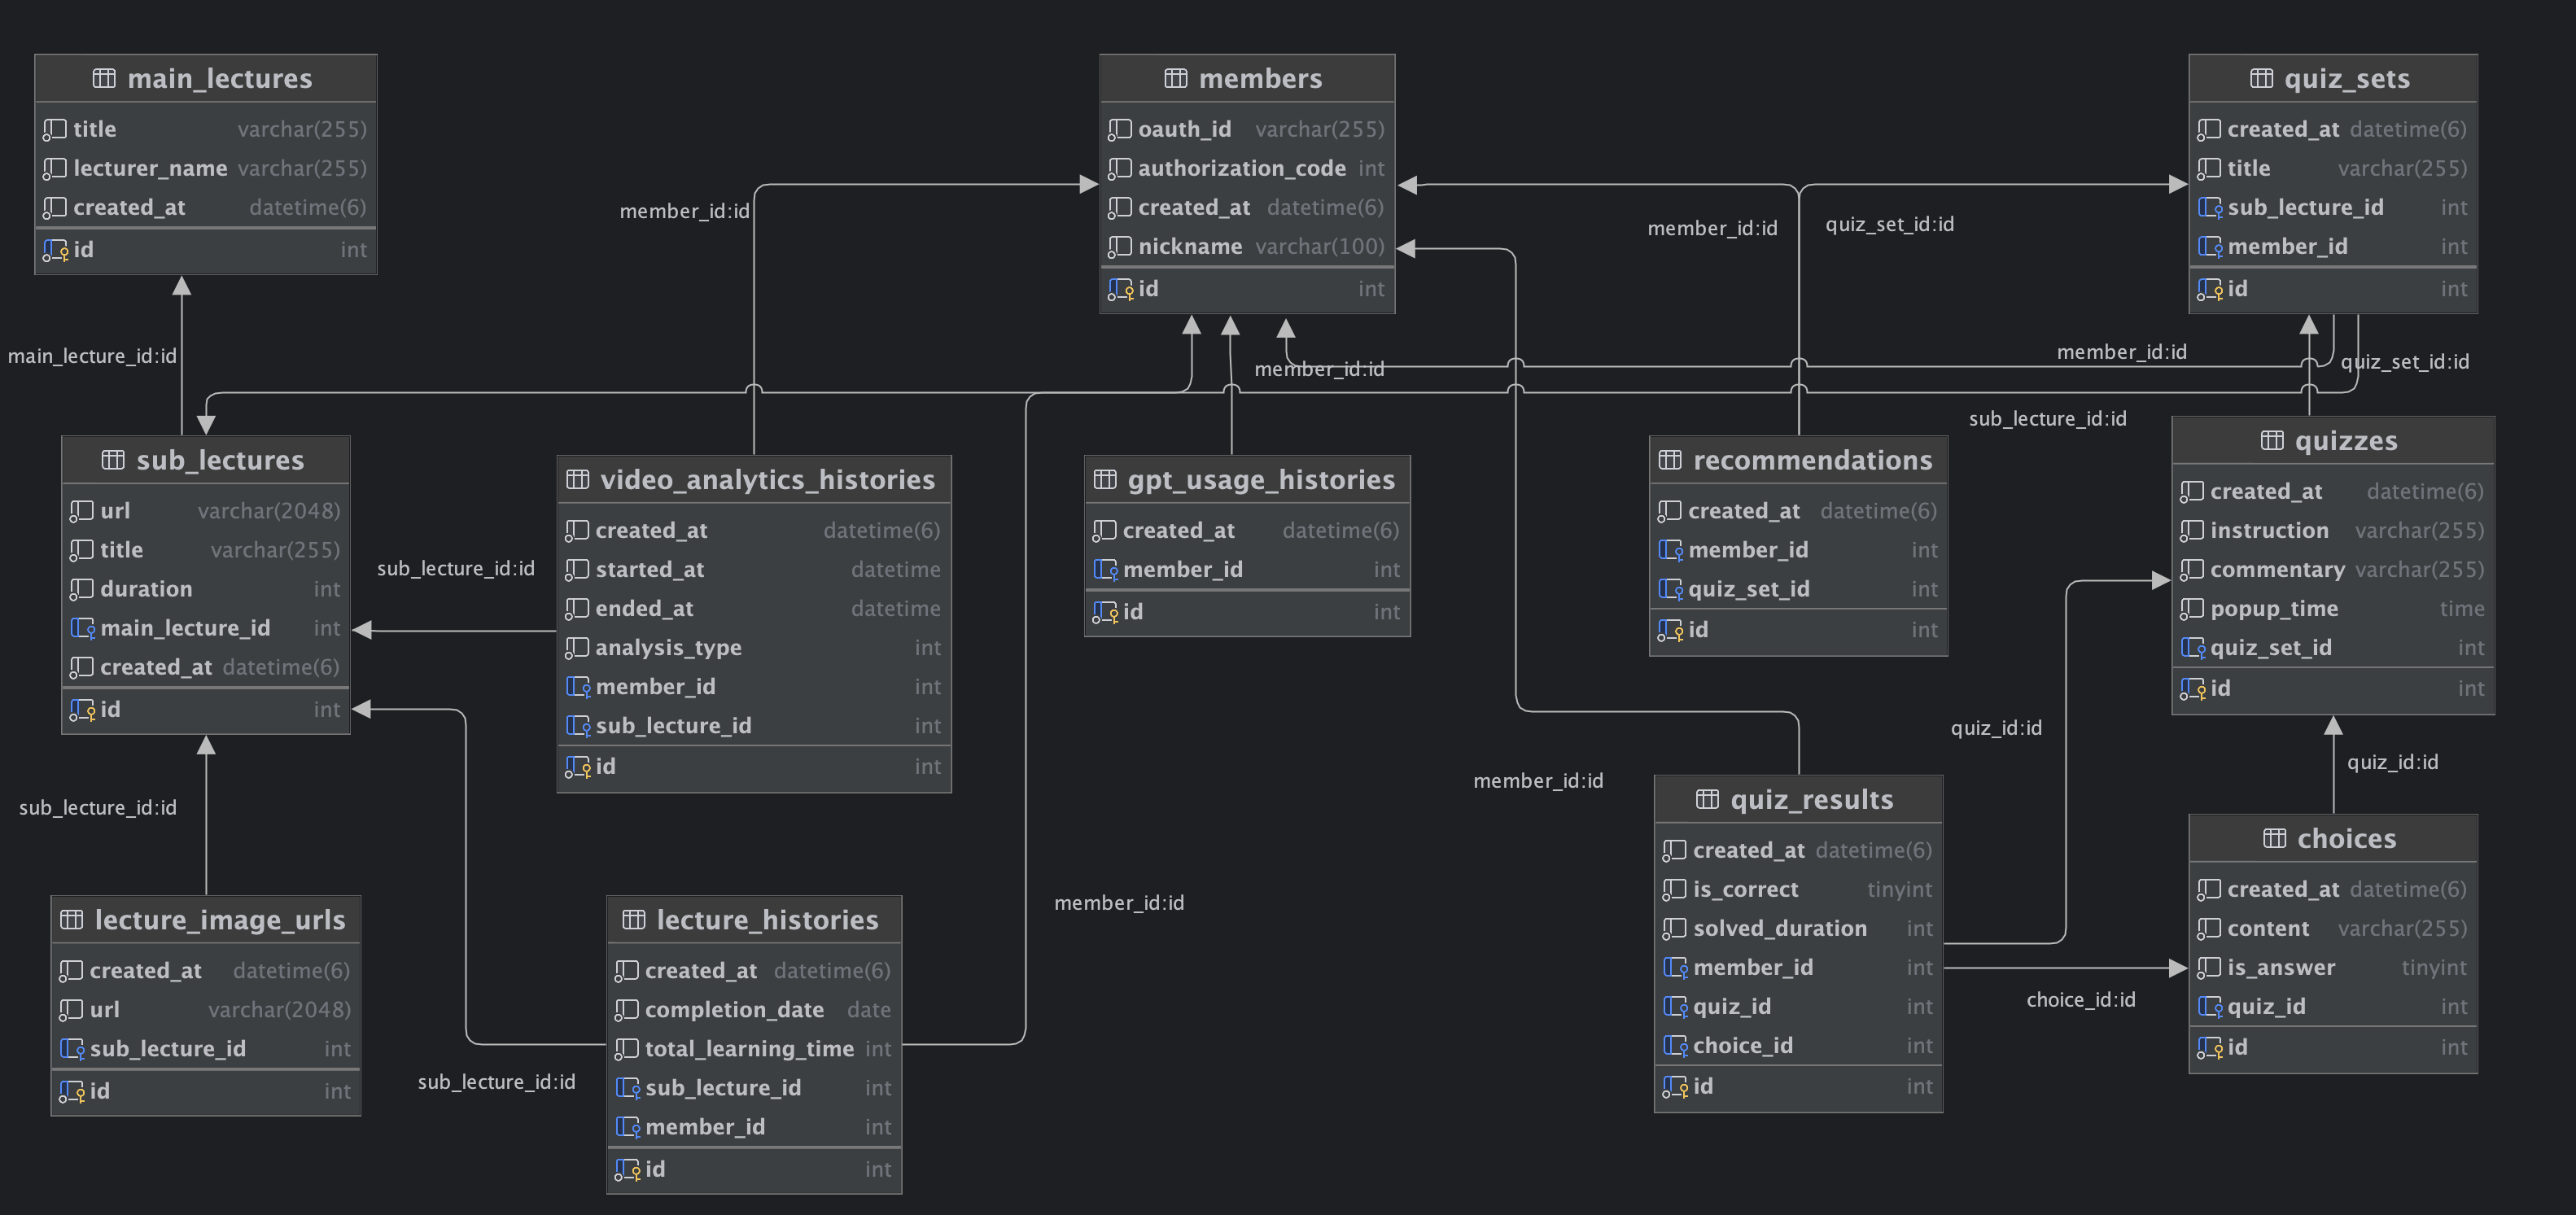 main_lectures
title varchar(255)
lecturer_name varchar(255)
created_at datetime(6)
id int
members
oauth_id varchar(255)
authorization_code int
created_at datetime(6)
nickname varchar(100)
id int
quiz_sets
created_at datetime(6)
title varchar(255)
sub_lecture_id int
member_id int
id int
member_id:id
member_id:id
quiz_set_id:id
main_lecture_id:id
member_id:id
member_id:id
quiz_set_id:id
sub_lecture_id:id
sub_lectures
url varchar(2048)
title varchar(255)
duration int
main_lecture_id int
created_at datetime(6)
id int
sub_lecture_id:id
video_analytics_histories
created_at datetime(6)
started_at datetime
ended_at datetime
analysis_type int
member_id int
sub_lecture_id int
id int
gpt_usage_histories
created_at datetime(6)
member_id int
id int
recommendations
created_at datetime(6)
member_id int
quiz_set_id int
id int
quizzes
created_at datetime(6)
instruction varchar(255)
commentary varchar(255)
popup_time time
quiz_set_id int
id int
quiz_id:id
quiz_id:id
member_id:id
sub_lecture_id:id
lecture_image_urls
created_at datetime(6)
url varchar(2048)
sub_lecture_id int
id int
sub_lecture_id:id
lecture_histories
created_at datetime(6)
completion_date date
total_learning_time int
sub_lecture_id int
member_id int
id int
member_id:id
quiz_results
created_at datetime(6)
is_correct tinyint
solved_duration int
member_id int
quiz_id int
choice_id int
id int
choice_id:id
choices
created_at datetime(6)
content varchar(255)
is_answer tinyint
quiz_id int
id int